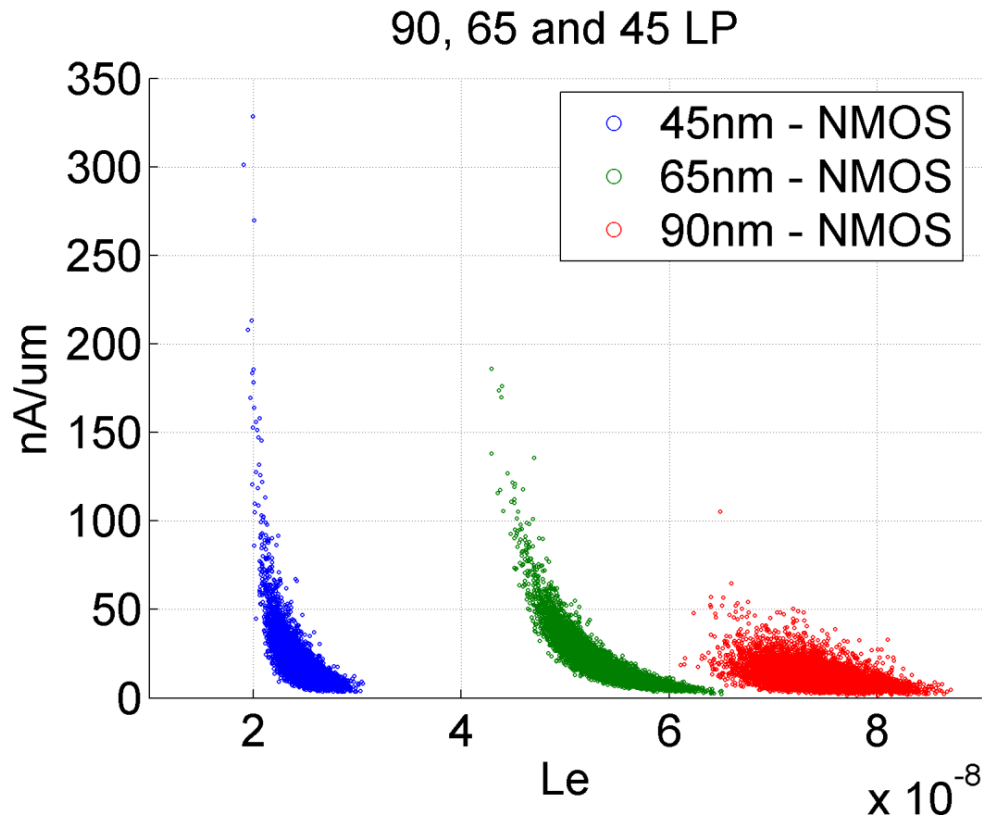 90, 65 and 45 LP
350
300
250
200
150
100
50
0
nA/um
45nm - NMOS
65nm - NMOS
90nm - NMOS
2 4 6 8
Le
x 10^-8